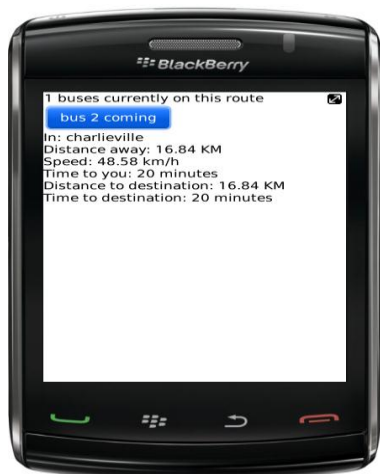 BlackBerry
1 buses currently on this route
bus 2 coming
In: charlieville
Distance away: 16.84 KM
Speed: 48.58 km/h
Time to you: 20 minutes
Distance to destination: 16.84 KM
Time to destination: 20 minutes